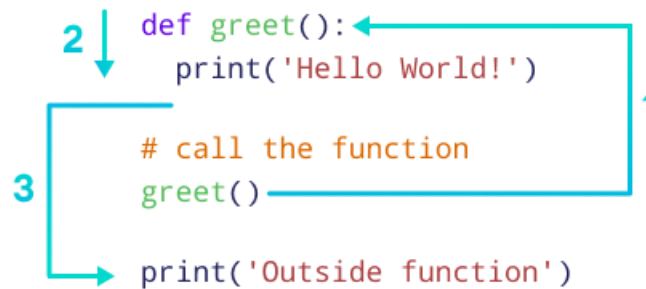 2 def greet():
print('Hello World!')
# call the function
3 greet()
print('Outside function')